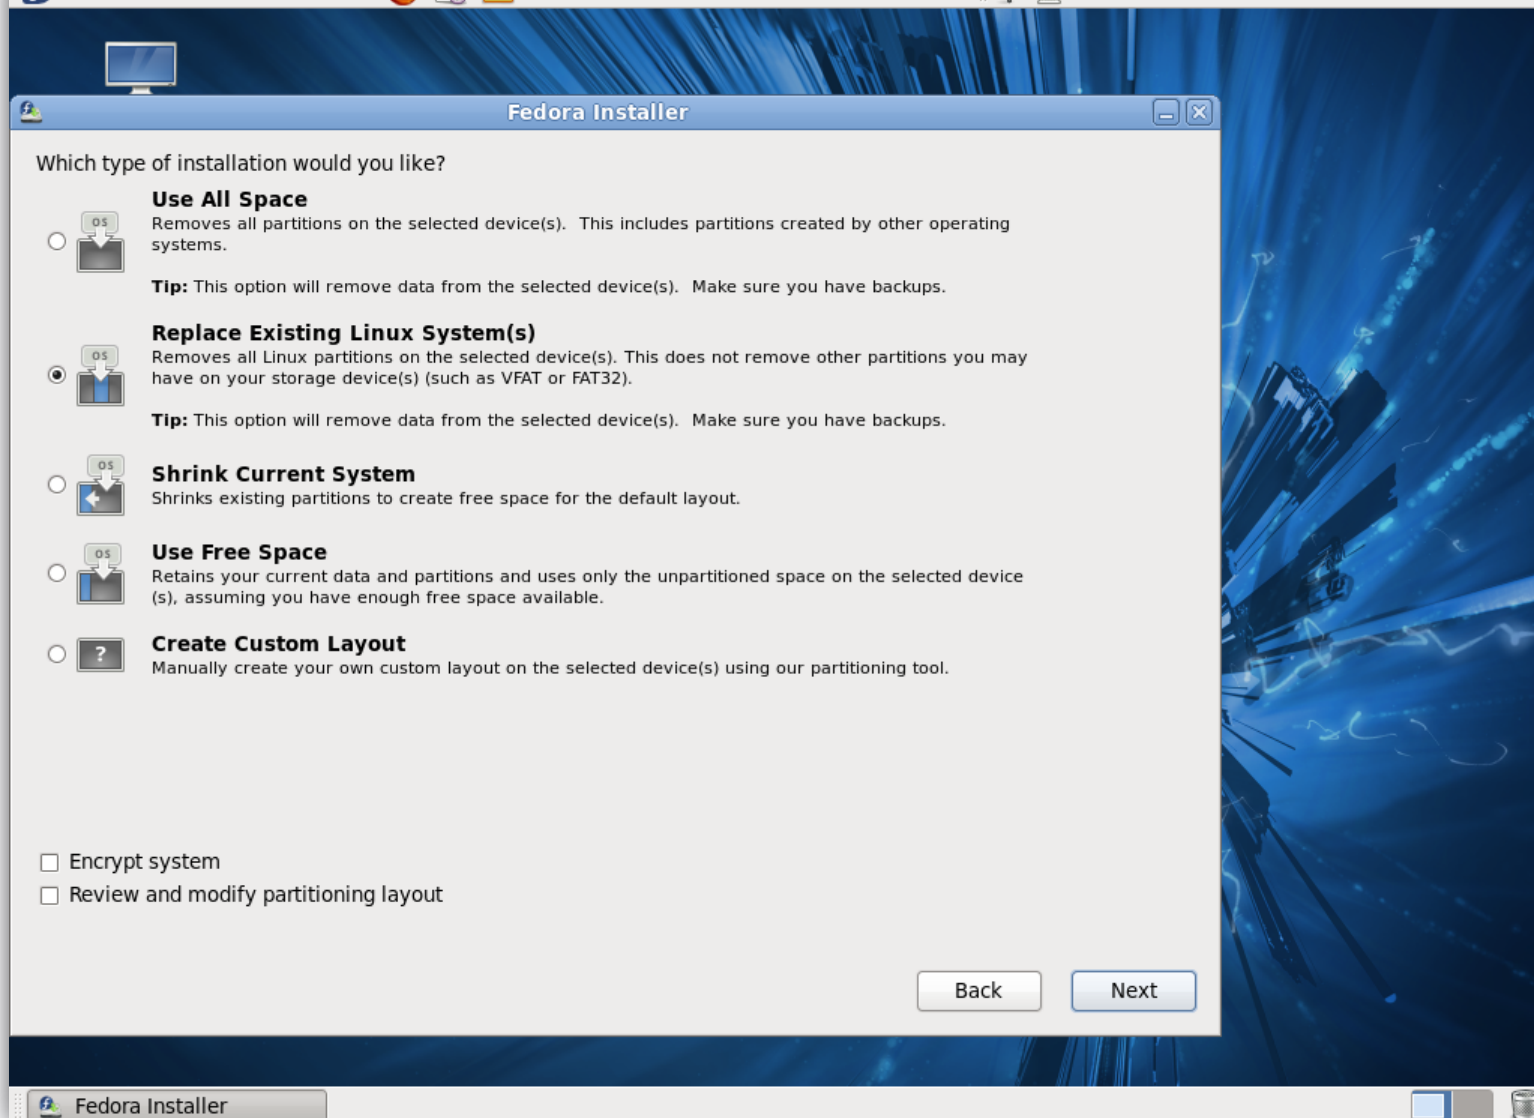 Fedora Installer
Which type of installation would you like?
OS
Use All Space
Removes all partitions on the selected device(s).  This includes partitions created by other operating
systems.
Tip: This option will remove data from the selected device(s).  Make sure you have backups.
OS
Replace Existing Linux System(s)
Removes all Linux partitions on the selected device(s). This does not remove other partitions you may
have on your storage device(s) (such as VFAT or FAT32).
Tip: This option will remove data from the selected device(s).  Make sure you have backups.
OS
Shrink Current System
Shrinks existing partitions to create free space for the default layout.
OS
Use Free Space
Retains your current data and partitions and uses only the unpartitioned space on the selected device
(s), assuming you have enough free space available.
?
Create Custom Layout
Manually create your own custom layout on the selected device(s) using our partitioning tool.
Encrypt system
Review and modify partitioning layout
Back
Next
Fedora Installer